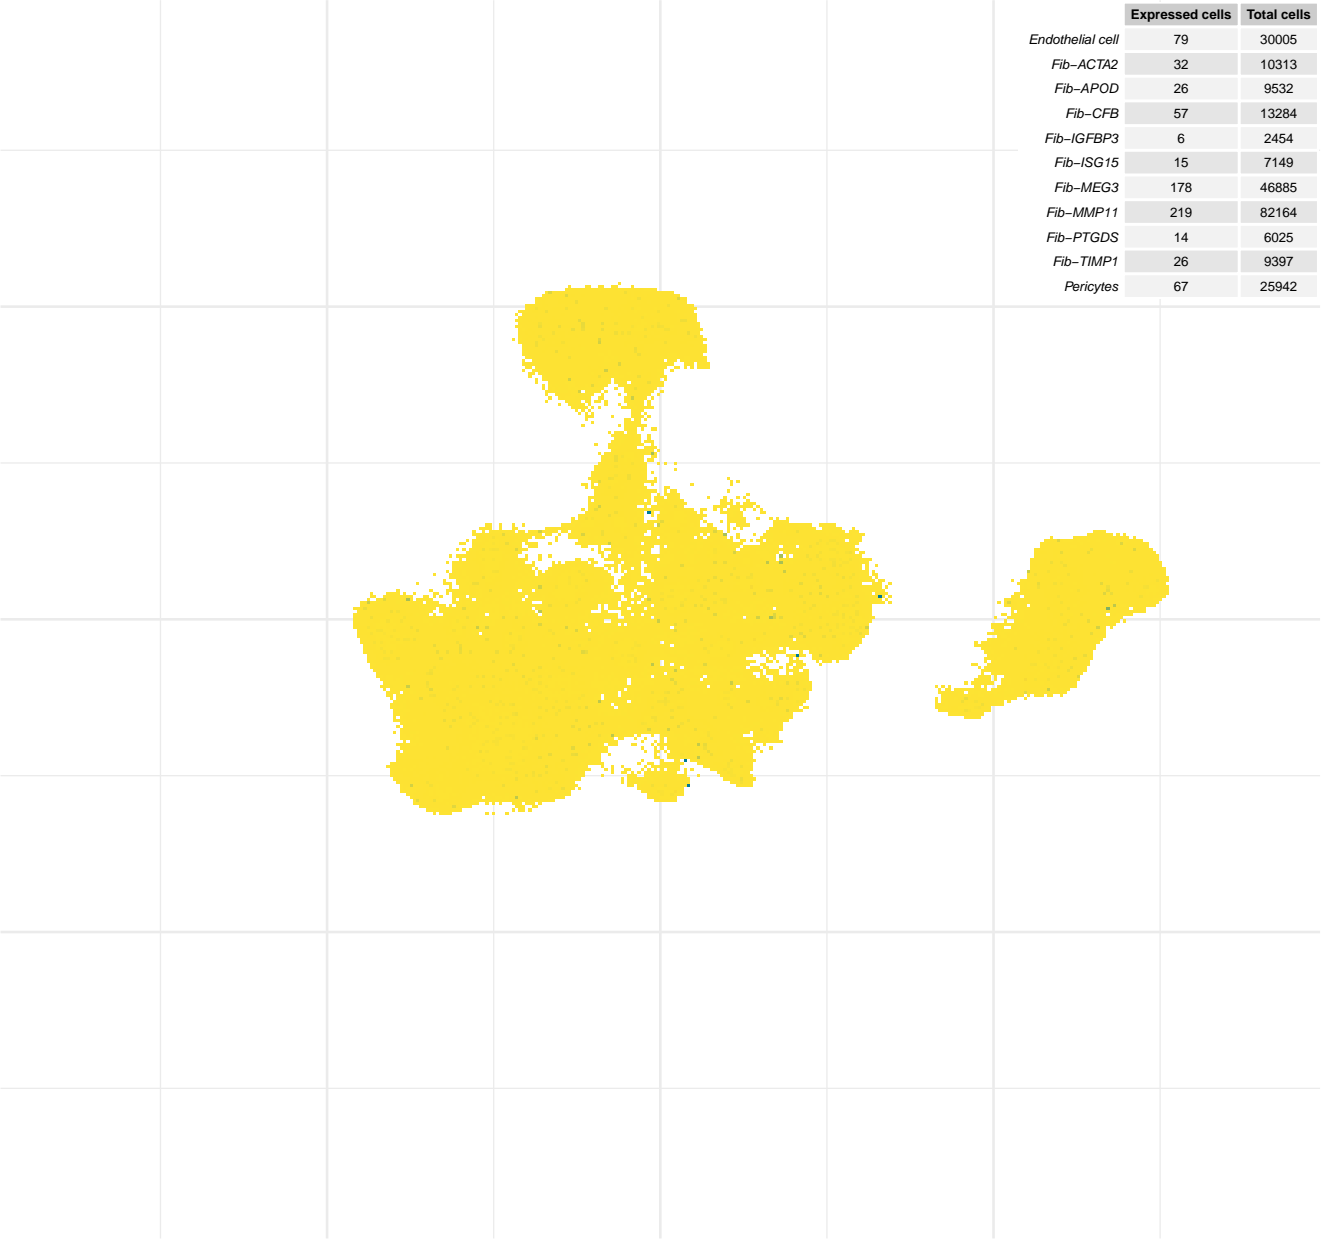 Expressed cells Total cells
Endothelial cell 79 30005
Fib−ACTA2 32 10313
Fib−APOD 26 9532
Fib−CFB 57 13284
Fib−IGFBP3 6 2454
Fib−ISG15 15 7149
Fib−MEG3 178 46885
Fib−MMP11 219 82164
Fib−PTGDS 14 6025
Fib−TIMP1 26 9397
Pericytes 67 25942